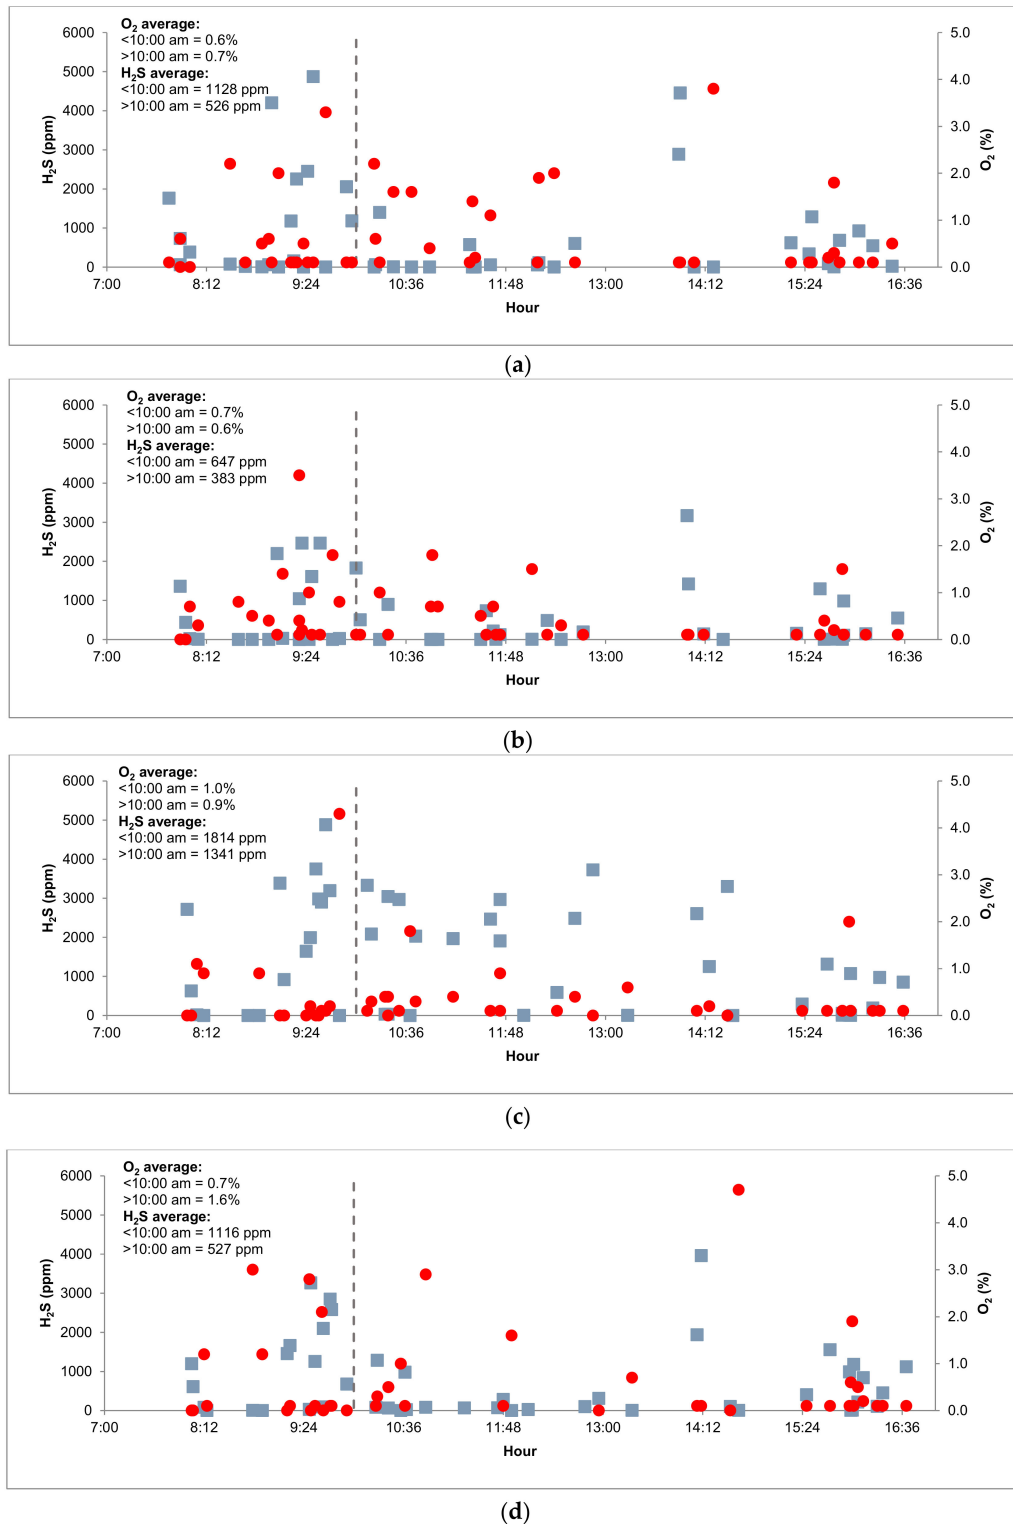 O2 average:
<10:00 am = 0.6%
>10:00 am = 0.7%
H2S average:
<10:00 am = 1128 ppm
>10:00 am = 526 ppm
H2S (ppm)
6000
5000
4000
3000
2000
1000
0
5.0
4.0
3.0
2.0
1.0
0.0
O2 (%)
7:00 8:12 9:24 10:36 11:48 13:00 14:12 15:24 16:36
Hour
(a)
O2 average:
<10:00 am = 0.7%
>10:00 am = 0.6%
H2S average:
<10:00 am = 647 ppm
>10:00 am = 383 ppm
H2S (ppm)
6000
5000
4000
3000
2000
1000
0
5.0
4.0
3.0
2.0
1.0
0.0
O2 (%)
7:00 8:12 9:24 10:36 11:48 13:00 14:12 15:24 16:36
Hour
(b)
O2 average:
<10:00 am = 1.0%
>10:00 am = 0.9%
H2S average:
<10:00 am = 1814 ppm
>10:00 am = 1341 ppm
H2S (ppm)
6000
5000
4000
3000
2000
1000
0
5.0
4.0
3.0
2.0
1.0
0.0
O2 (%)
7:00 8:12 9:24 10:36 11:48 13:00 14:12 15:24 16:36
Hour
(c)
O2 average:
<10:00 am = 0.7%
>10:00 am = 1.6%
H2S average:
<10:00 am = 1116 ppm
>10:00 am = 527 ppm
H2S (ppm)
6000
5000
4000
3000
2000
1000
0
5.0
4.0
3.0
2.0
1.0
0.0
O2 (%)
7:00 8:12 9:24 10:36 11:48 13:00 14:12 15:24 16:36
Hour
(d)